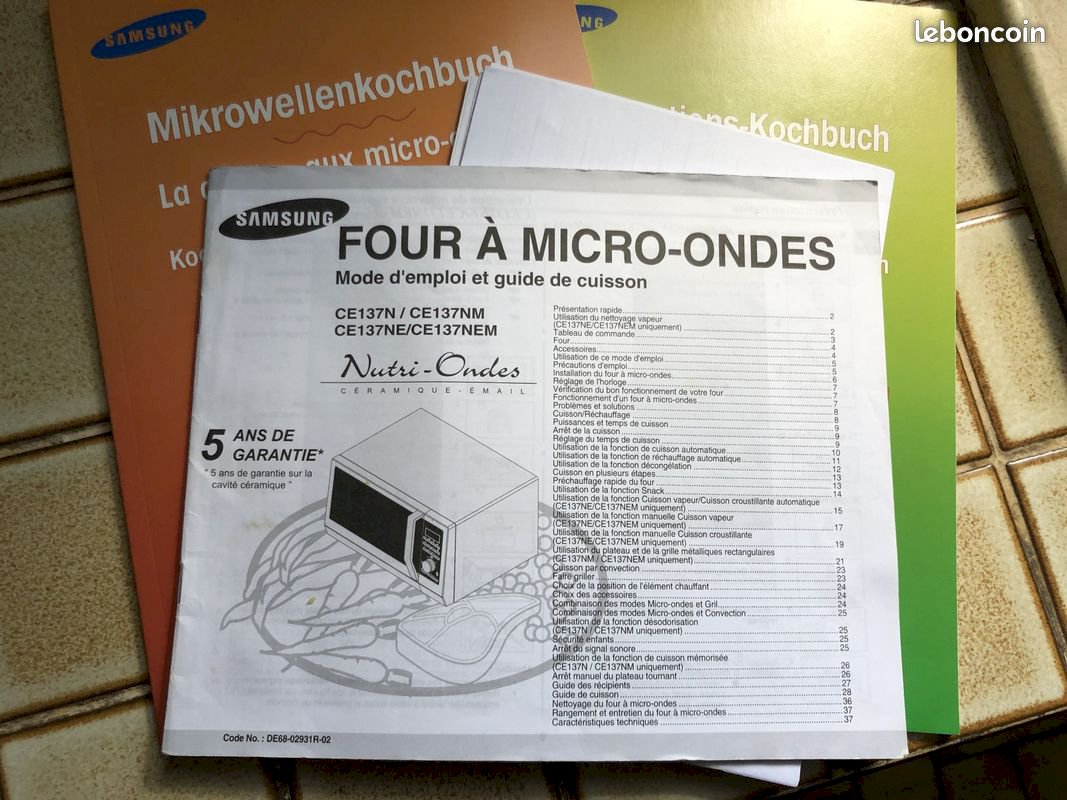 leboncoin
SAMSUNG
Mikrowellenkochbuch
La
aux micro-
NG
-Kochbuch
SAMSUNG
FOUR À MICRO-ONDES
Mode d'emploi et guide de cuisson
CE137N / CE137NM
CE137NE/CE137NEM
Nutri-Ondes
CÉRAMIQUE-ÉMAIL
5 ANS DE
GARANTIE*
* 5 ans de garantie sur la
cavité céramique "
Présentation rapide 2
Utilisation du nettoyage vapeur
(CE137NE/CE137NEM uniquement) 2
Tableau de commande 3
Four 4
Accessoires 4
Utilisation de ce mode d'emploi 5
Précautions d'emploi 5
Installation du four à micro-ondes 6
Réglage de l'horloge 7
Vérification du bon fonctionnement de votre four 7
Fonctionnement d'un four à micro-ondes 7
Problèmes et solutions 8
Cuisson/Réchauffage 8
Puissances et temps de cuisson 9
Arrêt de la cuisson 9
Réglage du temps de cuisson 9
Utilisation de la fonction de cuisson automatique 10
Utilisation de la fonction de réchauffage automatique 11
Utilisation de la fonction décongélation 12
Cuisson en plusieurs étapes 13
Préchauffage rapide du four 13
Utilisation de la fonction Snack 14
Utilisation de la fonction Cuisson vapeur/Cuisson croustillante automatique
(CE137NE/CE137NEM uniquement) 15
Utilisation de la fonction manuelle Cuisson vapeur
(CE137NE/CE137NEM uniquement) 17
Utilisation de la fonction manuelle Cuisson croustillante
(CE137NE/CE137NEM uniquement) 19
Utilisation du plateau et de la grille métalliques rectangulaires
(CE137NM / CE137NEM uniquement) 21
Cuisson par convection 23
Faire griller 23
Choix de la position de l'élément chauffant 24
Choix des accessoires 24
Combinaison des modes Micro-ondes et Gril 24
Combinaison des modes Micro-ondes et Convection 25
Utilisation de la fonction désodorisation
(CE137N / CE137NM uniquement) 25
Sécurité enfants 25
Arrêt du signal sonore 25
Utilisation de la fonction de cuisson mémorisée
(CE137N / CE137NM uniquement) 26
Arrêt manuel du plateau tournant 26
Guide des récipients 27
Guide de cuisson 28
Nettoyage du four à micro-ondes 36
Rangement et entretien du four à micro-ondes 37
Caractéristiques techniques 37
Code No. : DE68-02931R-02